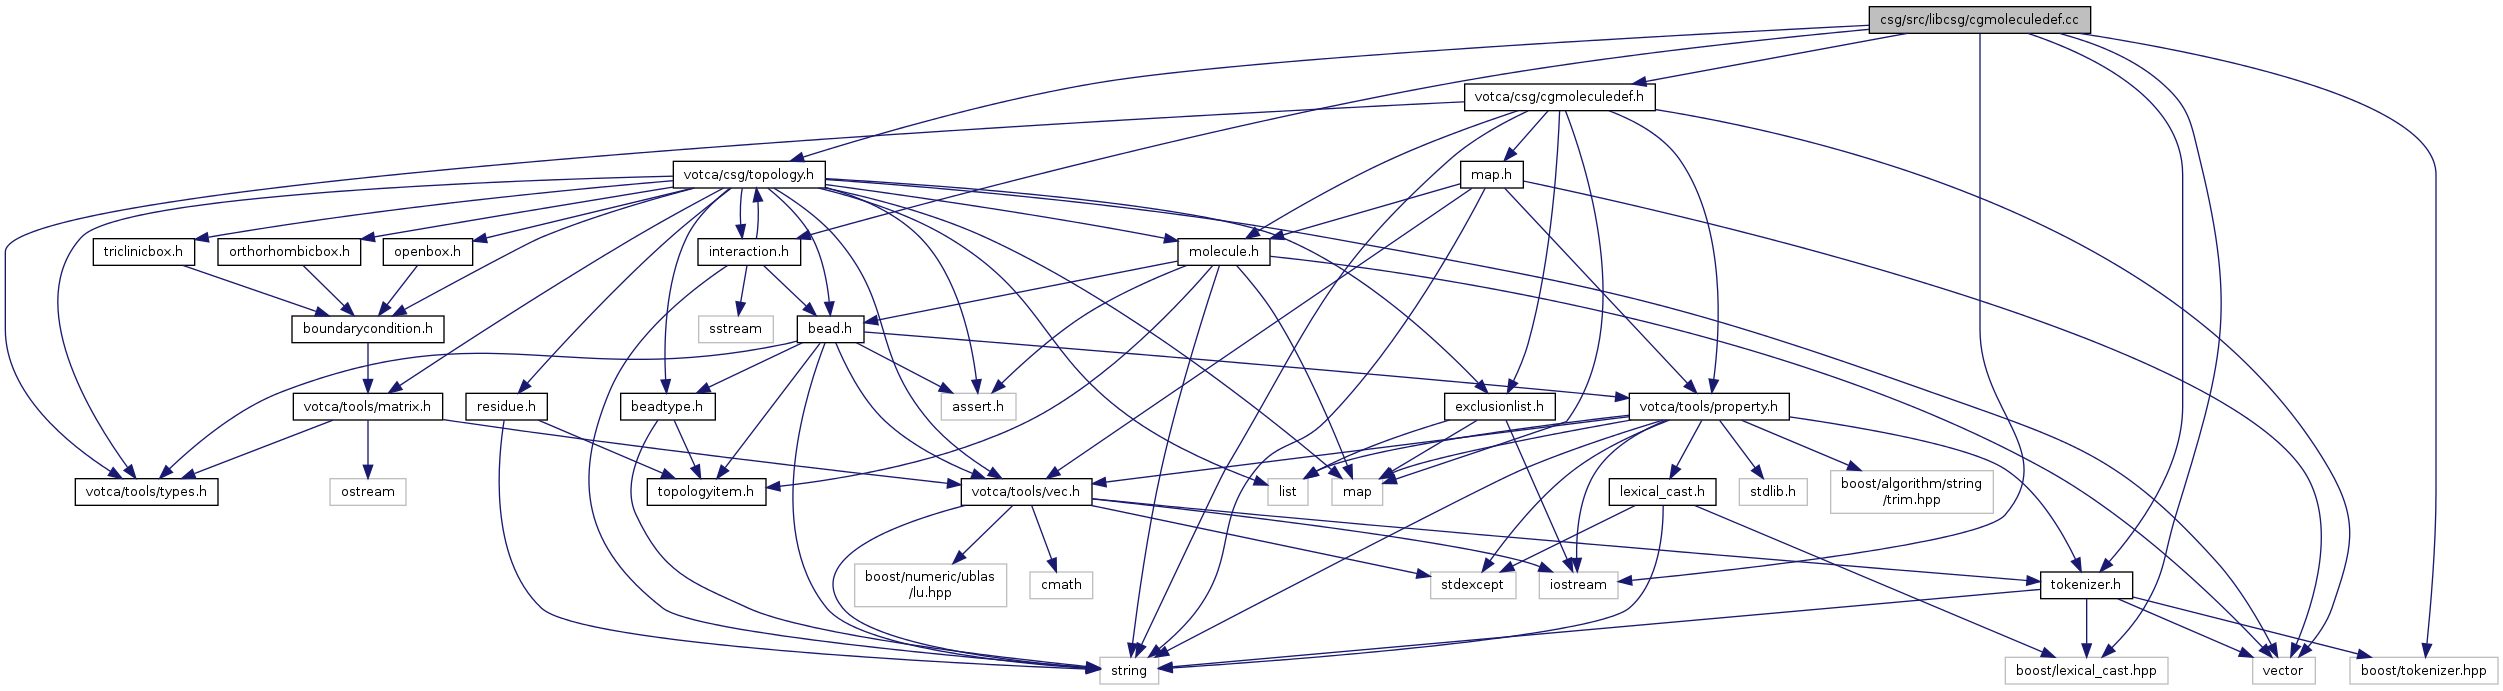 csg/src/libcsg/cgmoleculedef.cc
votca/csg/cgmoleculedef.h
votca/csg/topology.h
map.h
triclinicbox.h
orthorhombicbox.h
openbox.h
interaction.h
molecule.h
boundarycondition.h
sstream
bead.h
votca/tools/matrix.h
residue.h
beadtype.h
assert.h
exclusionlist.h
votca/tools/property.h
votca/tools/types.h
ostream
topologyitem.h
votca/tools/vec.h
list
map
lexical_cast.h
stdlib.h
boost/algorithm/string
/trim.hpp
boost/numeric/ublas
/lu.hpp
cmath
stdexcept
iostream
tokenizer.h
string
boost/lexical_cast.hpp
vector
boost/tokenizer.hpp